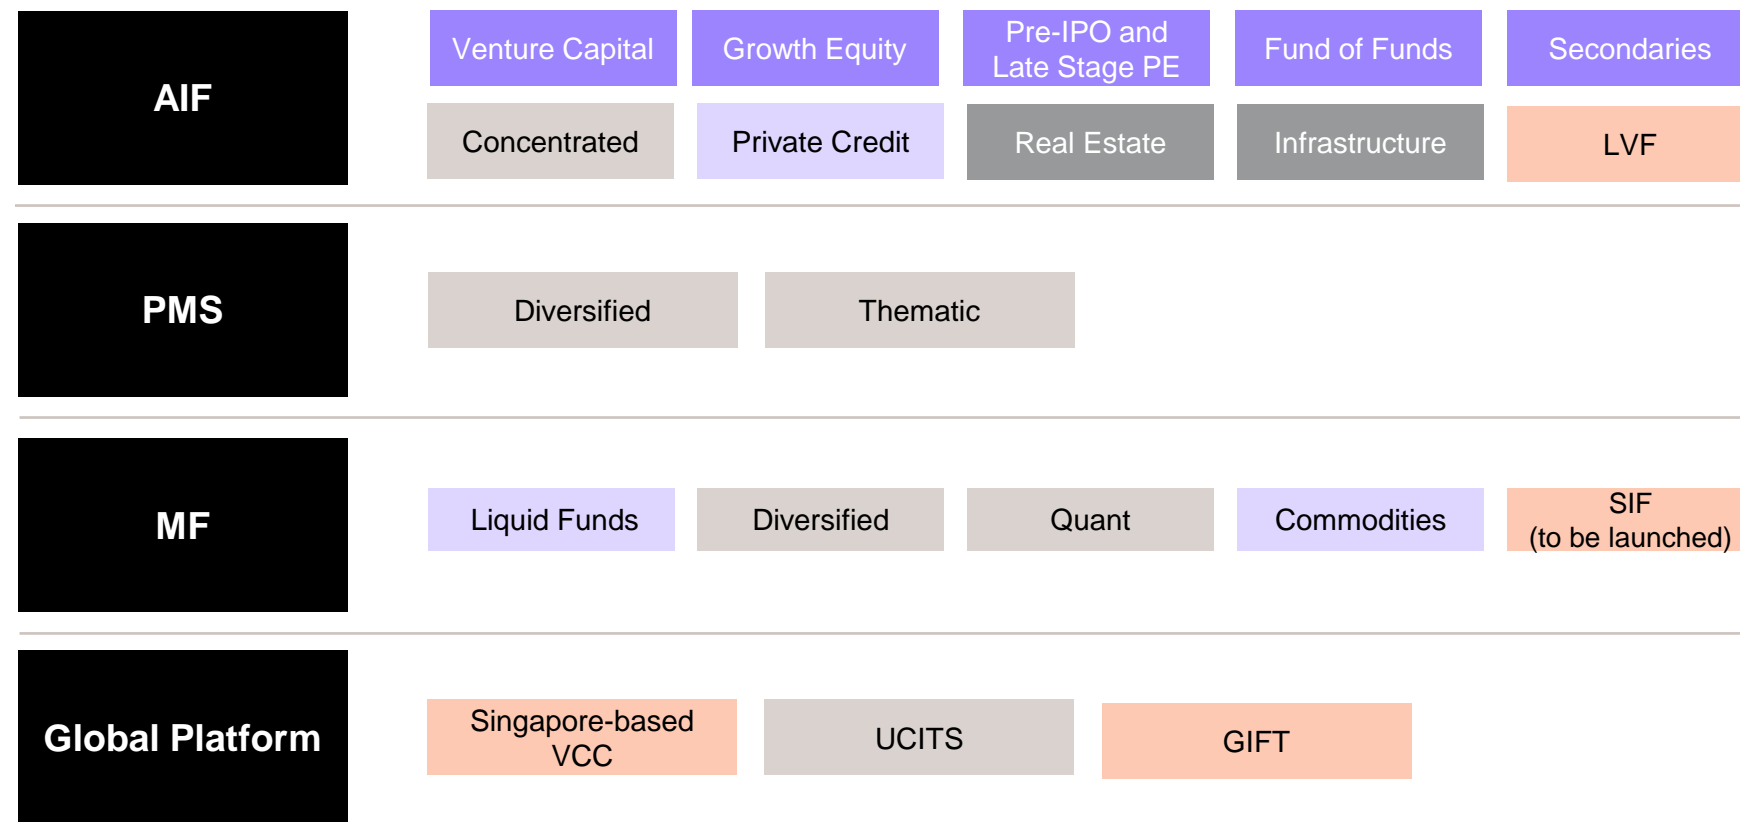 AIF
Venture Capital
Growth Equity
Pre-IPO and
Late Stage PE
Fund of Funds
Secondaries
Concentrated
Private Credit
Real Estate
Infrastructure
LVF
PMS
Diversified
Thematic
MF
Liquid Funds
Diversified
Quant
Commodities
SIF
(to be launched)
Global Platform
Singapore-based
VCC
UCITS
GIFT